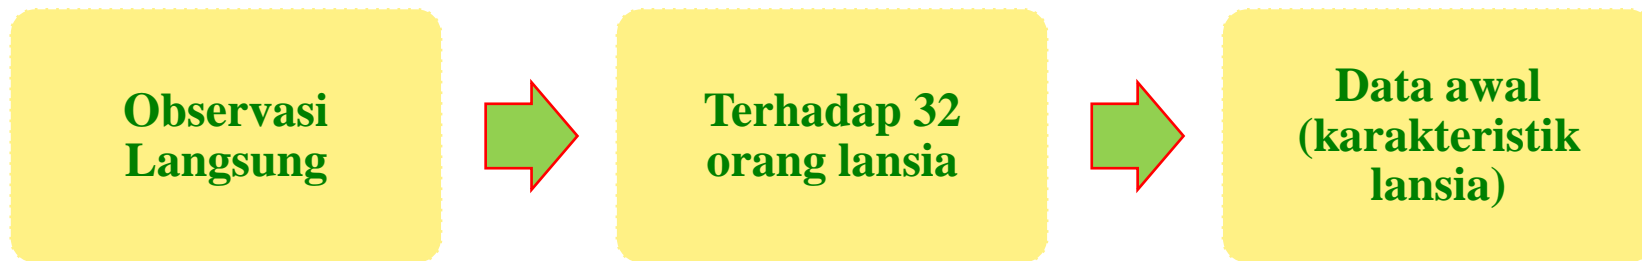 Observasi
Langsung
Terhadap 32
orang lansia
Data awal
(karakteristik
lansia)